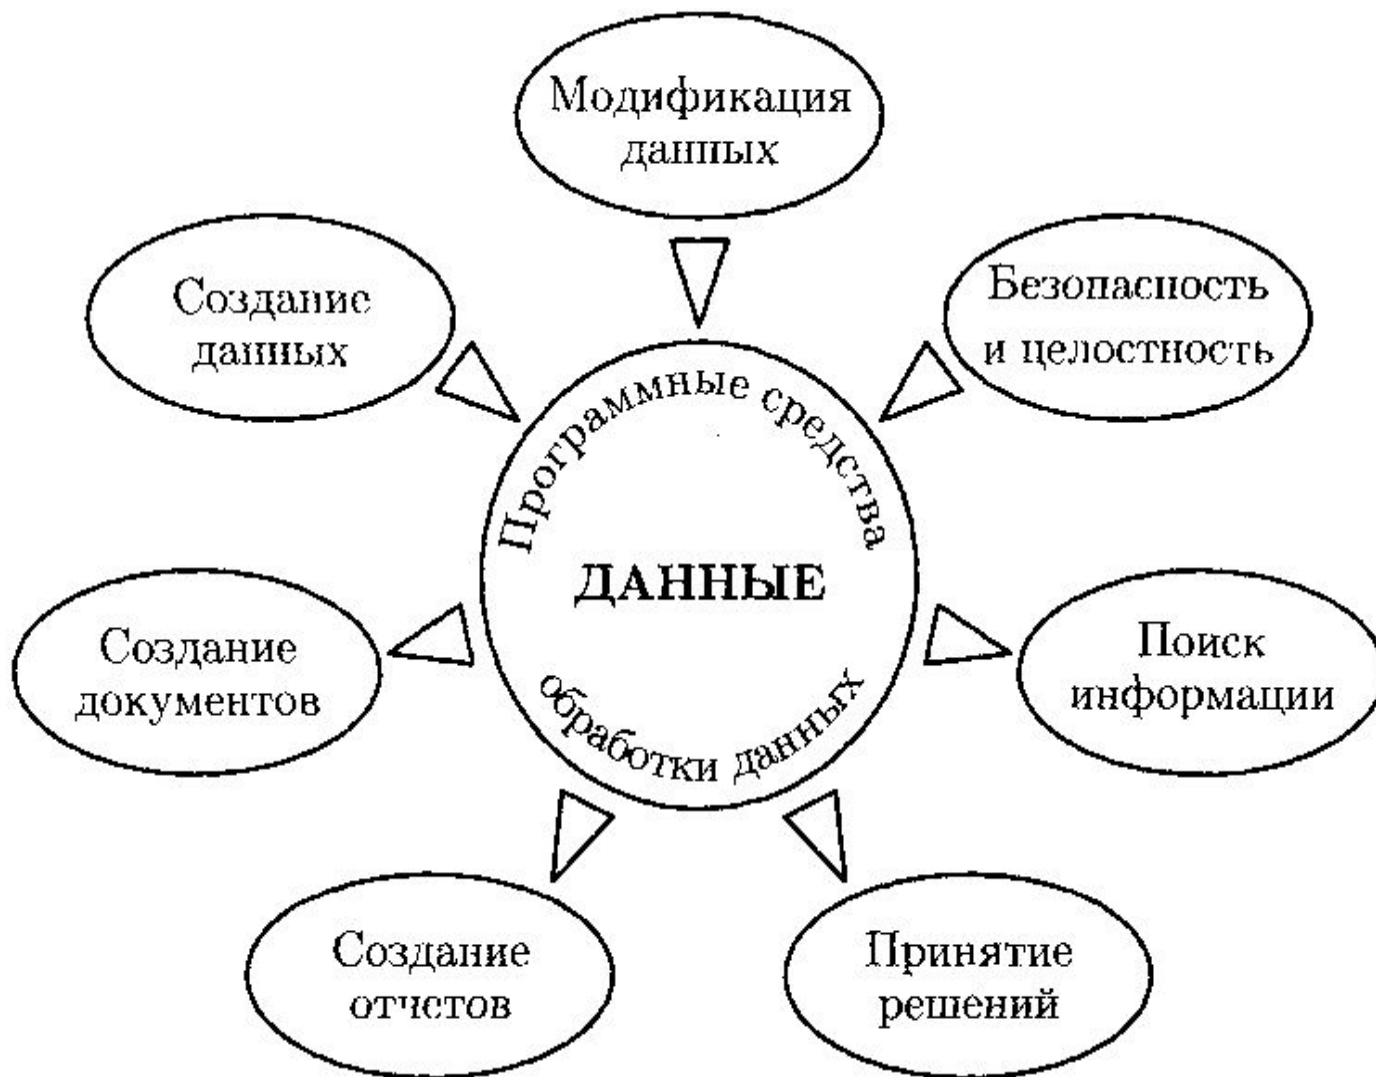 Модификация
данных
Создание
данных
Безопасность
и целостность
Программные средства
ДАННЫЕ
обработки данных
Создание
документов
Поиск
информации
Создание
отчетов
Принятие
решений